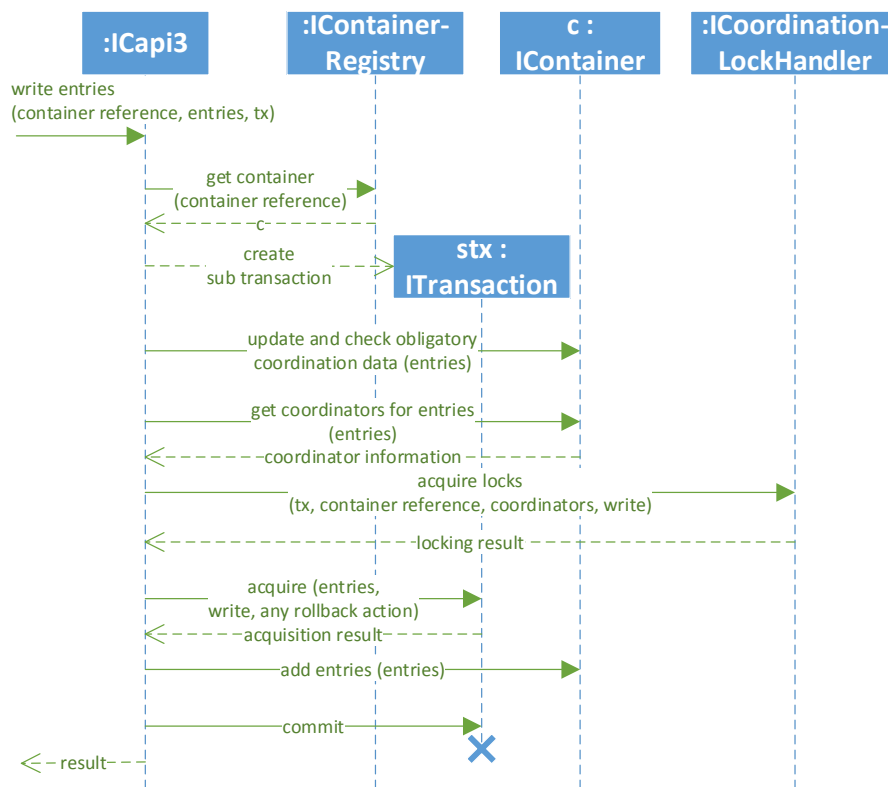 :ICapi3
:IContainer-
Registry
c :
IContainer
:ICoordination-
LockHandler
write entries
(container reference, entries, tx)
get container
(container reference)
c
create
sub transaction
stx :
ITransaction
update and check obligatory
coordination data (entries)
get coordinators for entries
(entries)
coordinator information
acquire locks
(tx, container reference, coordinators, write)
locking result
acquire (entries,
write, any rollback action)
acquisition result
add entries (entries)
commit
result